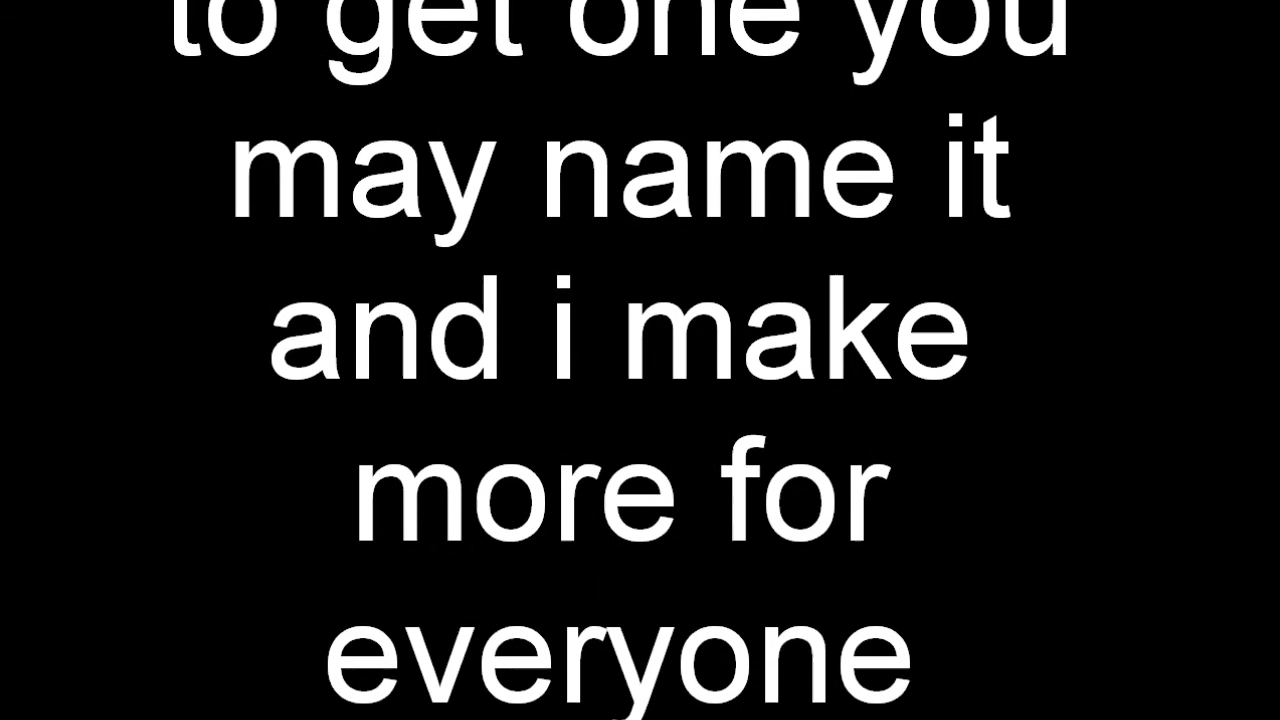 to get one you
may name it
and i make
more for
everyone